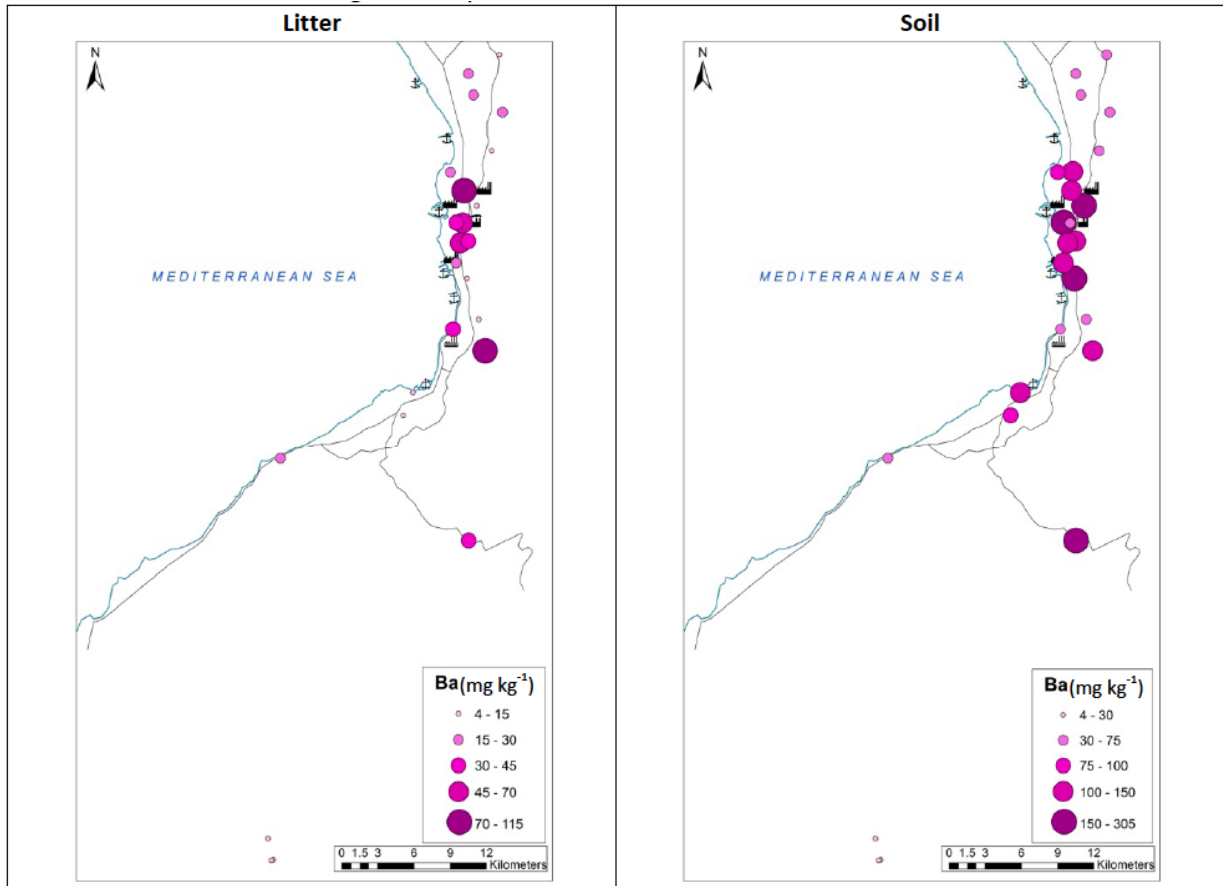 Litter
N
MEDITERRANEAN SEA
Ba(mg kg⁻¹)
4 - 15
15 - 30
30 - 45
45 - 70
70 - 115
0 1.5 3 6 9 12
Kilometers
Soil
N
MEDITERRANEAN SEA
Ba(mg kg⁻¹)
4 - 30
30 - 75
75 - 100
100 - 150
150 - 305
0 1.5 3 6 9 12
Kilometers